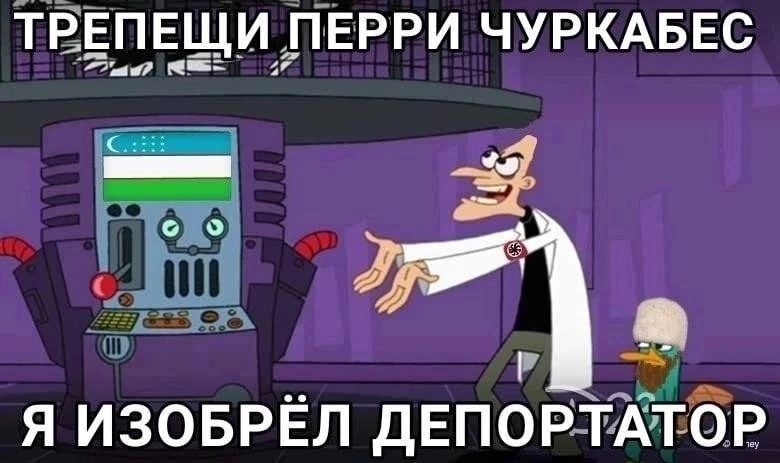 ТРЕПЕЩИ ПЕРРИ ЧУРКАБЕС
Я ИЗОБРЁЛ ДЕПОРТАТОР